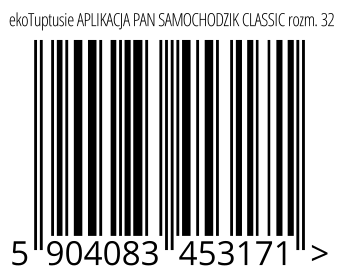 ekoTuptusie APLIKACJA PAN SAMOCHODZIK CLASSIC rozm. 32
5 904083 453171 >